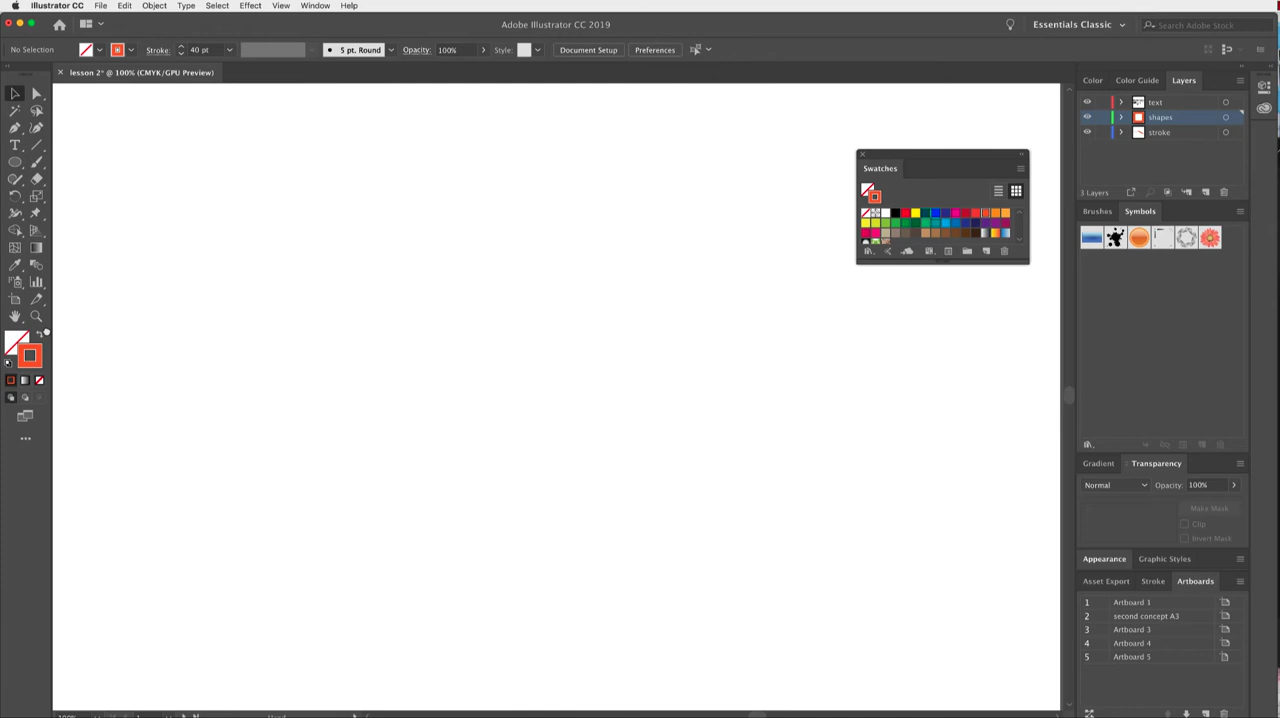 Illustrator CC File Edit Object Type Select Effect View Window Help
Adobe Illustrator CC 2019
Essentials Classic
Search Adobe Stock
No Selection Stroke: 40 pt 5 pt. Round Opacity: 100% Style: Document Setup Preferences
× lesson 2* @ 100% (CMYK/GPU Preview)
Color Color Guide Layers
text
shapes
stroke
3 Layers
Swatches
Brushes Symbols
Gradient Transparency
Normal Opacity: 100%
Make Mask
Clip
Invert Mask
Appearance Graphic Styles
Asset Export Stroke Artboards
1 Artboard 1
2 second concept A3
3 Artboard 3
4 Artboard 4
5 Artboard 5
100% 1 Hand